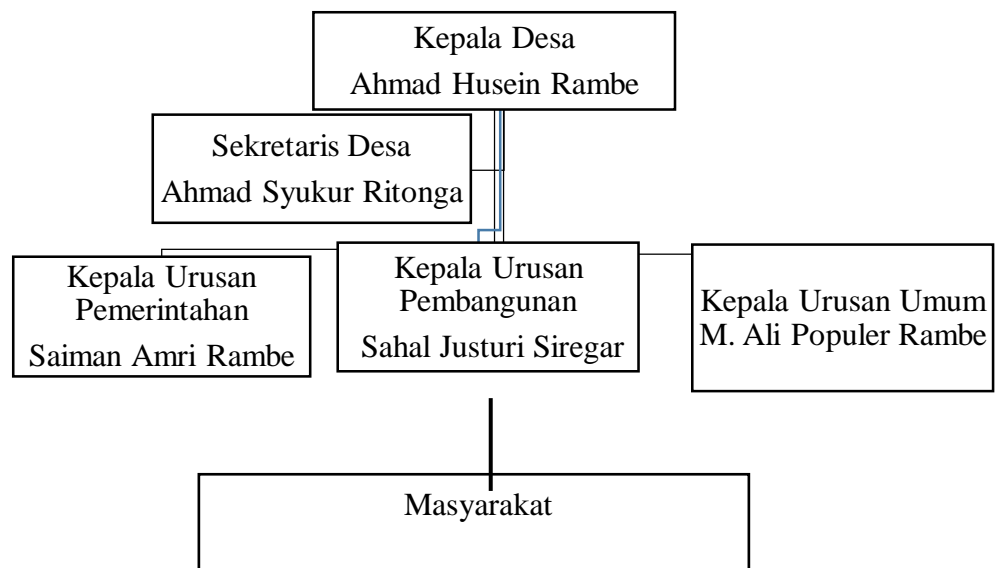 Kepala Desa
Ahmad Husein Rambe
Sekretaris Desa
Ahmad Syukur Ritonga
Kepala Urusan
Pemerintahan
Saiman Amri Rambe
Kepala Urusan
Pembangunan
Sahal Justuri Siregar
Kepala Urusan Umum
M. Ali Populer Rambe
Masyarakat